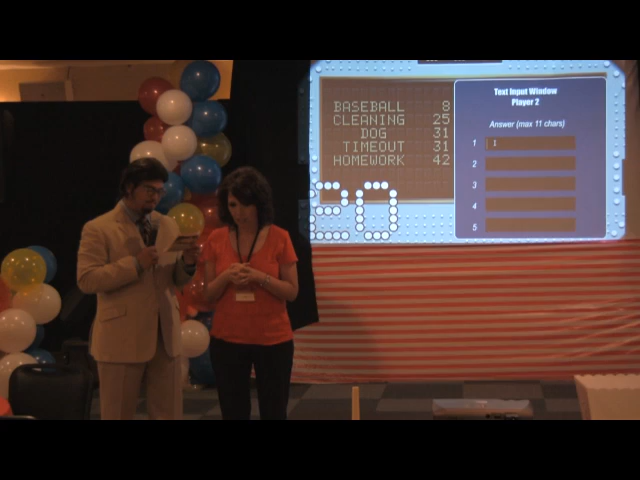 BASEBALL 8
CLEANING 25
DOG 31
TIMEOUT 31
HOMEWORK 42
20
Text Input Window
Player 2
Answer (max 11 chars)
1
2
3
4
5